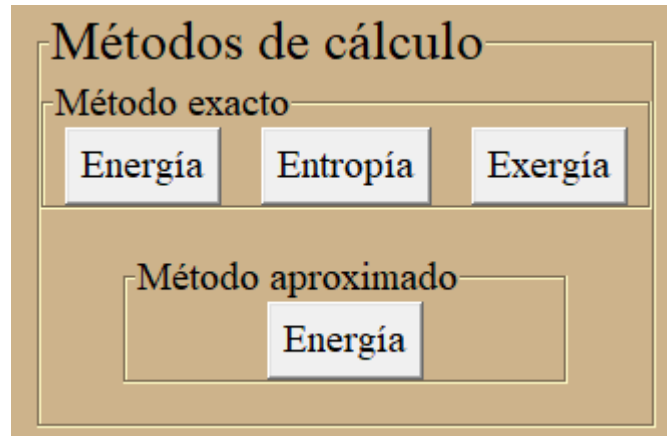 Métodos de cálculo
Método exacto
Energía Entropía Exergía
Método aproximado
Energía